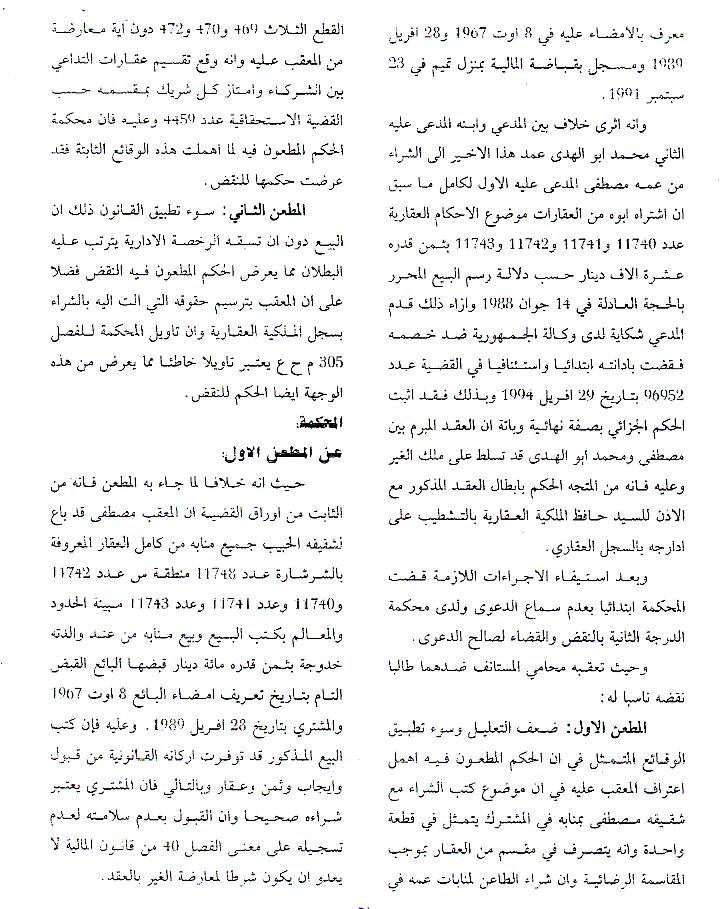 معرف بالامضاء عليه في 8 اوت 1967 و28 افريل
1989 ومسجل بقباضة المالية بمنزل تميم في 23
سبتمبر 1991.
وانه اثرى خلاف بين المدعي وابنه المدعى عليه
الثاني محمد ابو الهدى عمد هذا الاخير الى الشراء
من عمه مصطفى المدعى عليه الاول لكامل ما سبق
ان اشتراه ابوه من العقارات موضوع الاحكام العقارية
عدد 11740 و11741 و11742 و11743 بثمن قدره
عشرة الاف دينار حسب دلالة رسم البيع المحرر
بالحجة العادلة في 14 جوان 1988 وازاء ذلك قدم
المدعي شكاية لدى وكالة الجمهورية ضد خصمه
فقضت بادانته ابتدائيا واستئنافيا في القضية عدد
96952 بتاريخ 29 افريل 1994 وبذلك فقد اثبت
الحكم الجزائي بصفة نهائية وباتة ان العقد المبرم بين
مصطفى ومحمد ابو الهدى قد تسلط على ملك الغير
وعليه فانه من المتجه الحكم بابطال العقد المذكور مع
الاذن للسيد حافظ الملكية العقارية بالتشطيب على
ادارجه بالسجل العقاري.
وبعد استيفاء الاجراءات اللازمة قضت
المحكمة ابتدائيا بعدم سماع الدعوى ولدى محكمة
الدرجة الثانية بالنقض والقضاء لصالح الدعوى.
وحيث تعقبه محامي المستانف ضدهما طالبا
نقضه ناسبا له:
المطعن الاول: ضعف التعليل وسوء تطبيق
الوقائع المتمثل في ان الحكم المطعون فيه اهمل
اعتراف المعقب عليه في ان موضوع كتب الشراء مع
شقيقه مصطفى بمنابه في المشترك يتمثل في قطعة
واحدة وانه يتصرف في مقسم من العقار بموجب
المقاسمة الرضائية وان شراء الطاعن لمنابات عمه في
القطع الثلاث 469 و470 و472 دون أية معارضة
من المعقب عليه وانه وقع تقسيم عقارات التداعي
بين الشركاء وامتاز كل شريك بمقسمه حسب
القضية الاستحقاقية عدد 4459 وعليه فان محكمة
الحكم المطعون فيه لما اهملت هذه الوقائع الثابتة فقد
عرضت حكمها للنقض.
المطعن الثاني: سوء تطبيق القانون ذلك ان
البيع دون ان تسبقه الرخصة الادارية يترتب عليه
البطلان مما يعرض الحكم المطعون فيه النقض فضلا
على ان المعقب بترسيم حقوقه التي الت اليه بالشراء
بسجل الملكية العقارية وان تاويل المحكمة للفصل
305 م ح ع يعتبر تاويلا خاطئا مما يعرض من هذه
الوجهة ايضا الحكم للنقض.
المحكمة:
عن المطعن الاول:
حيث انه خلافا لما جاء به المطعن فانه من
الثابت من اوراق القضية ان المعقب مصطفى قد باع
لشقيقه الحبيب جميع منابه من كامل العقار المعروفة
بالشرشارة عدد 11748 منطقة س عدد 11742
و11740 وعدد 11741 وعدد 11743 مبينة الحدود
والمعالم بكتب البيع وبيع منابه من عند والدته
خدوجة بثمن قدره مائة دينار قبضها البائع القبض
التام بتاريخ تعريف امضاء البائع 8 اوت 1967
والمشتري بتاريخ 28 افريل 1989. وعليه فإن كتب
البيع المذكور قد توفرت اركانه القانونية من قبول
وايجاب وثمن وعقار وبالتالي فان المشتري يعتبر
شراءه صحيحا وان القبول بعدم سلامته لعدم
تسجيله على معنى الفصل 40 من قانون المالية لا
يعدو ان يكون شرطا لمعارضة الغير بالعقد.